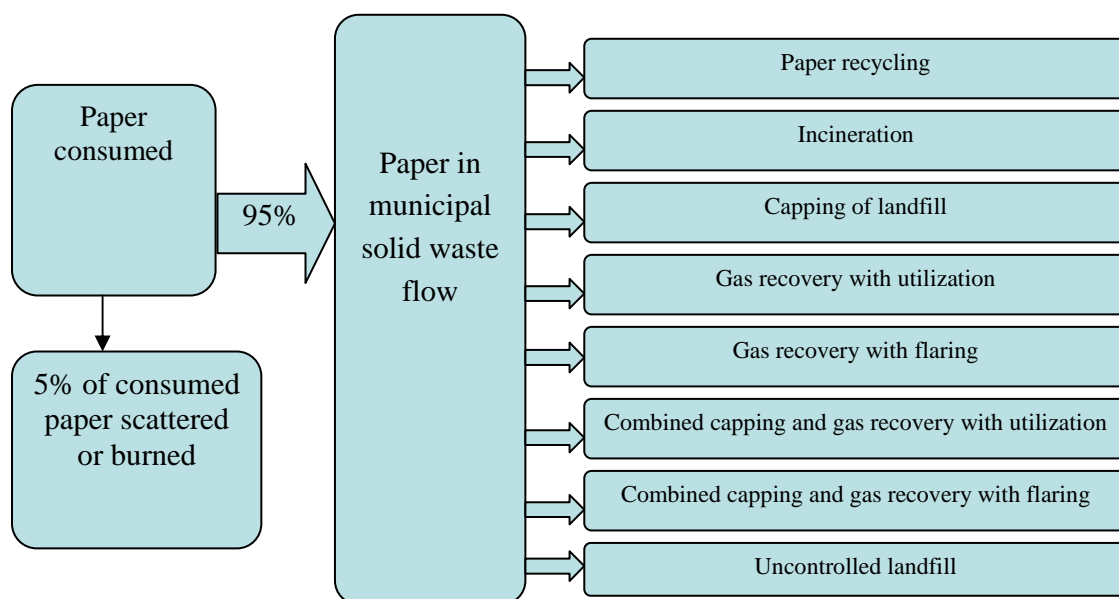 Paper
consumed
95%
5% of consumed
paper scattered
or burned
Paper in
municipal
solid waste
flow
Paper recycling
Incineration
Capping of landfill
Gas recovery with utilization
Gas recovery with flaring
Combined capping and gas recovery with utilization
Combined capping and gas recovery with flaring
Uncontrolled landfill